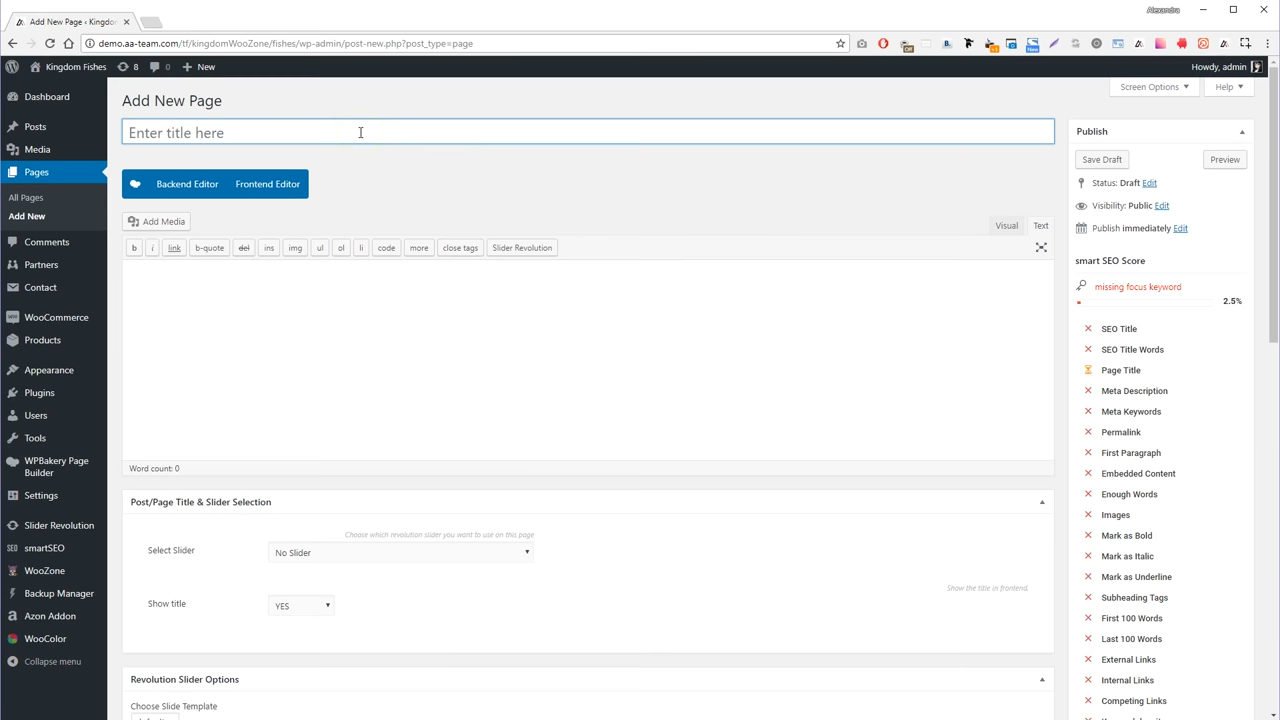 Alexandra
Add New Page ‹ Kingdo
demo.aa-team.com/tf/kingdomWooZone/fishes/wp-admin/post-new.php?post_type=page
Kingdom Fishes
8
0
New
Howdy, admin
Dashboard
Posts
Media
Pages
All Pages
Add New
Comments
Partners
Contact
WooCommerce
Products
Appearance
Plugins
Users
Tools
WPBakery Page
Builder
Settings
Slider Revolution
smartSEO
WooZone
Backup Manager
Azon Addon
WooColor
Collapse menu
Add New Page
Screen Options
Help
Enter title here
Backend Editor
Frontend Editor
Add Media
Visual
Text
b
i
link
b-quote
del
ins
img
ul
ol
li
code
more
close tags
Slider Revolution
Word count: 0
Post/Page Title & Slider Selection
Choose which revolution slider you want to use on this page
Select Slider
No Slider
Show the title in frontend.
Show title
YES
Revolution Slider Options
Choose Slide Template
Publish
Save Draft
Preview
Status: Draft Edit
Visibility: Public Edit
Publish immediately Edit
smart SEO Score
missing focus keyword
2.5%
SEO Title
SEO Title Words
Page Title
Meta Description
Meta Keywords
Permalink
First Paragraph
Embedded Content
Enough Words
Images
Mark as Bold
Mark as Italic
Mark as Underline
Subheading Tags
First 100 Words
Last 100 Words
External Links
Internal Links
Competing Links